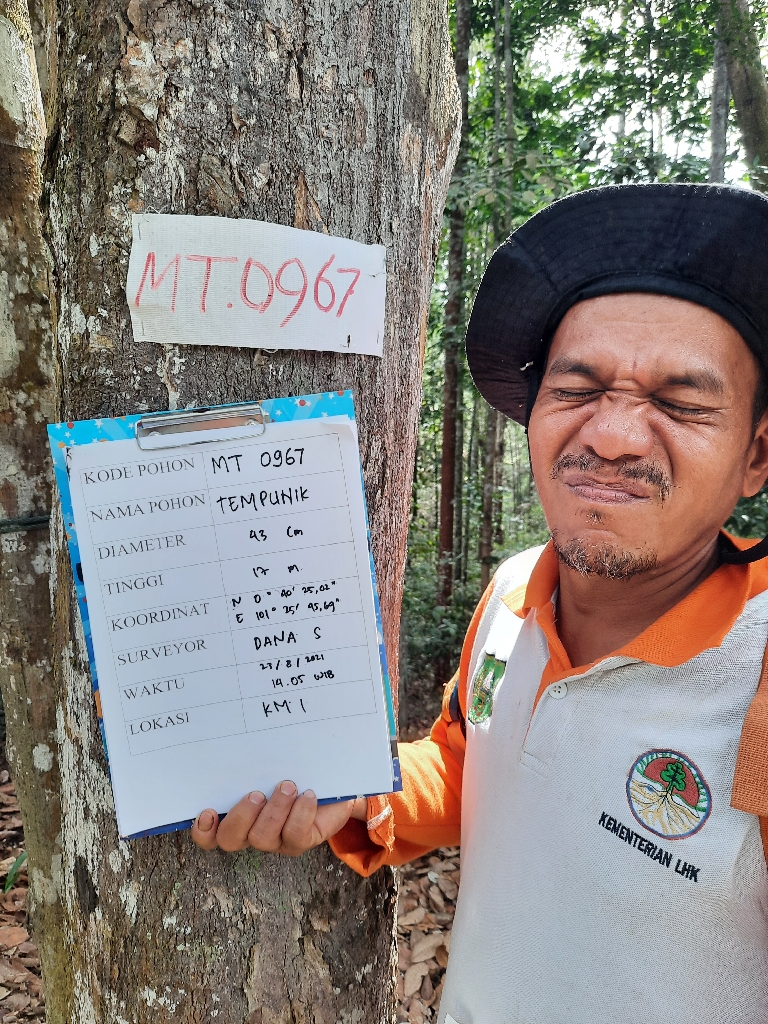 MT.0967
KODE POHON MT 0967
NAMA POHON TEMPUNIK
DIAMETER 43 Cm
TINGGI 17 m.
KOORDINAT N 0° 40' 25,02"
E 101° 25' 45,69"
SURVEYOR DANA S
WAKTU 23/8/2021
14.05 WIB
LOKASI KM 1
KEMENTERIAN LHK